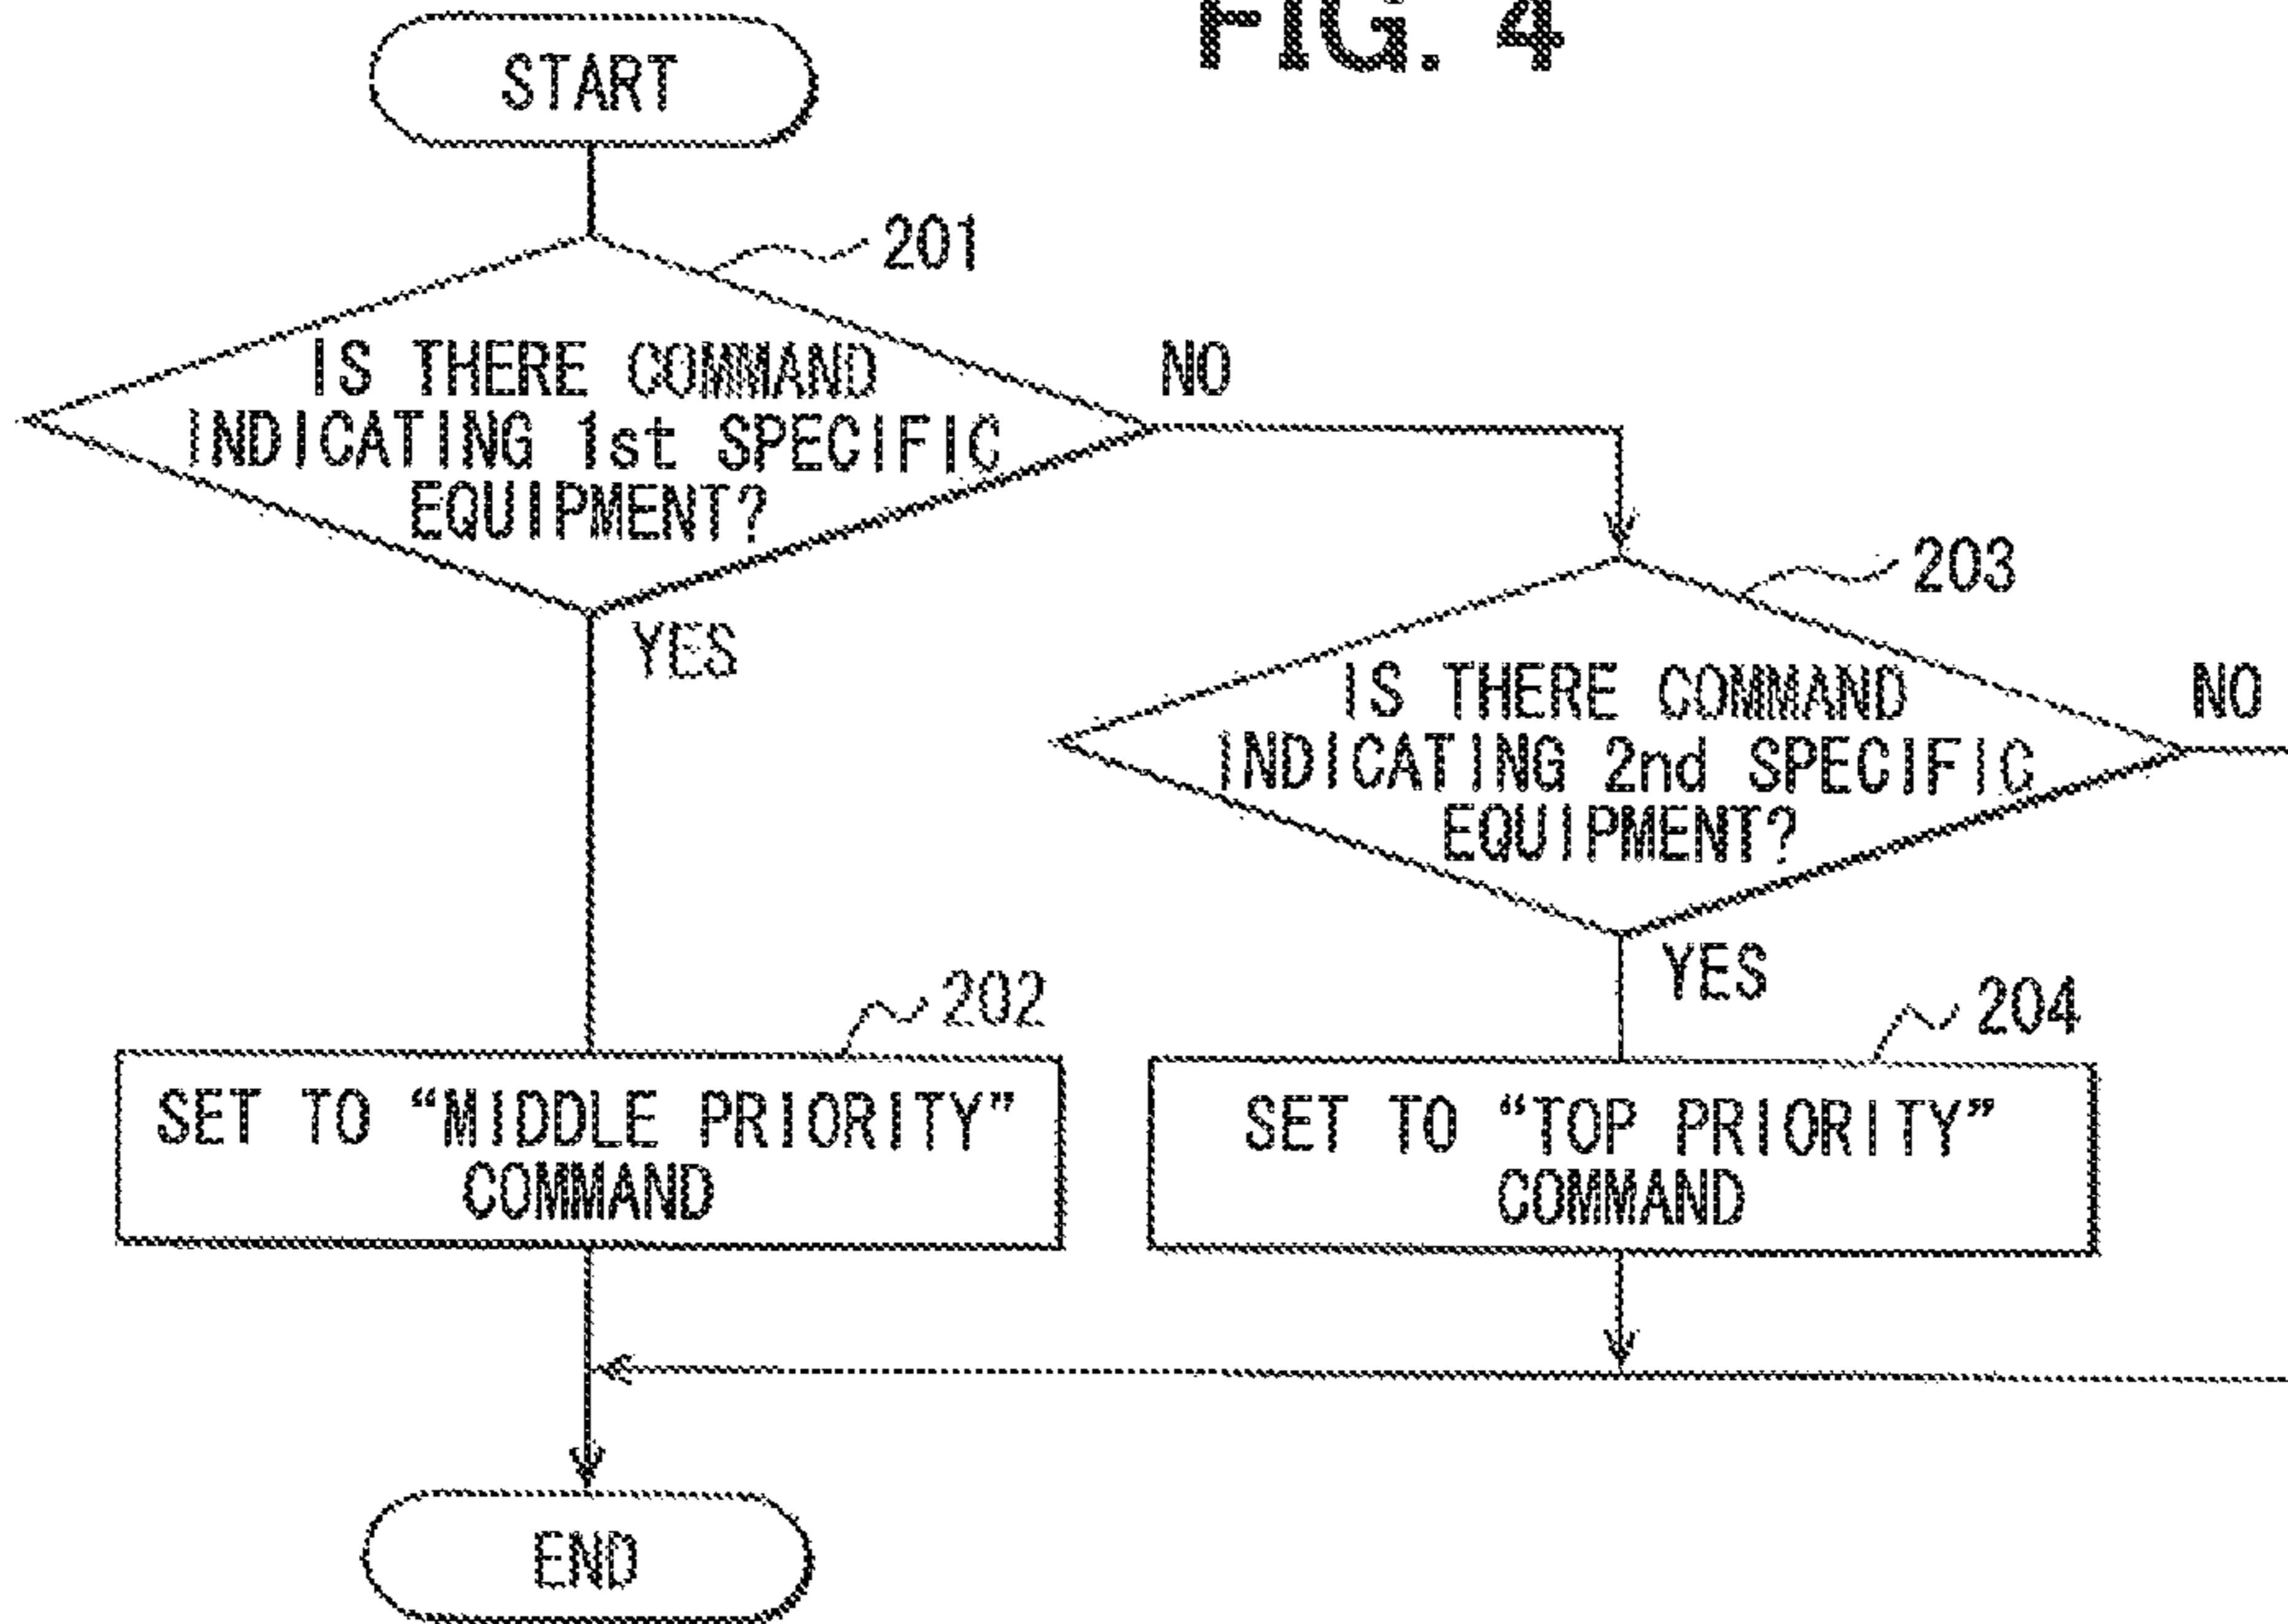 FIG. 4
START
201
IS THERE COMMAND
INDICATING 1st SPECIFIC
EQUIPMENT?
NO
YES
203
IS THERE COMMAND
INDICATING 2nd SPECIFIC
EQUIPMENT?
NO
YES
202
SET TO “MIDDLE PRIORITY”
COMMAND
204
SET TO “TOP PRIORITY”
COMMAND
END